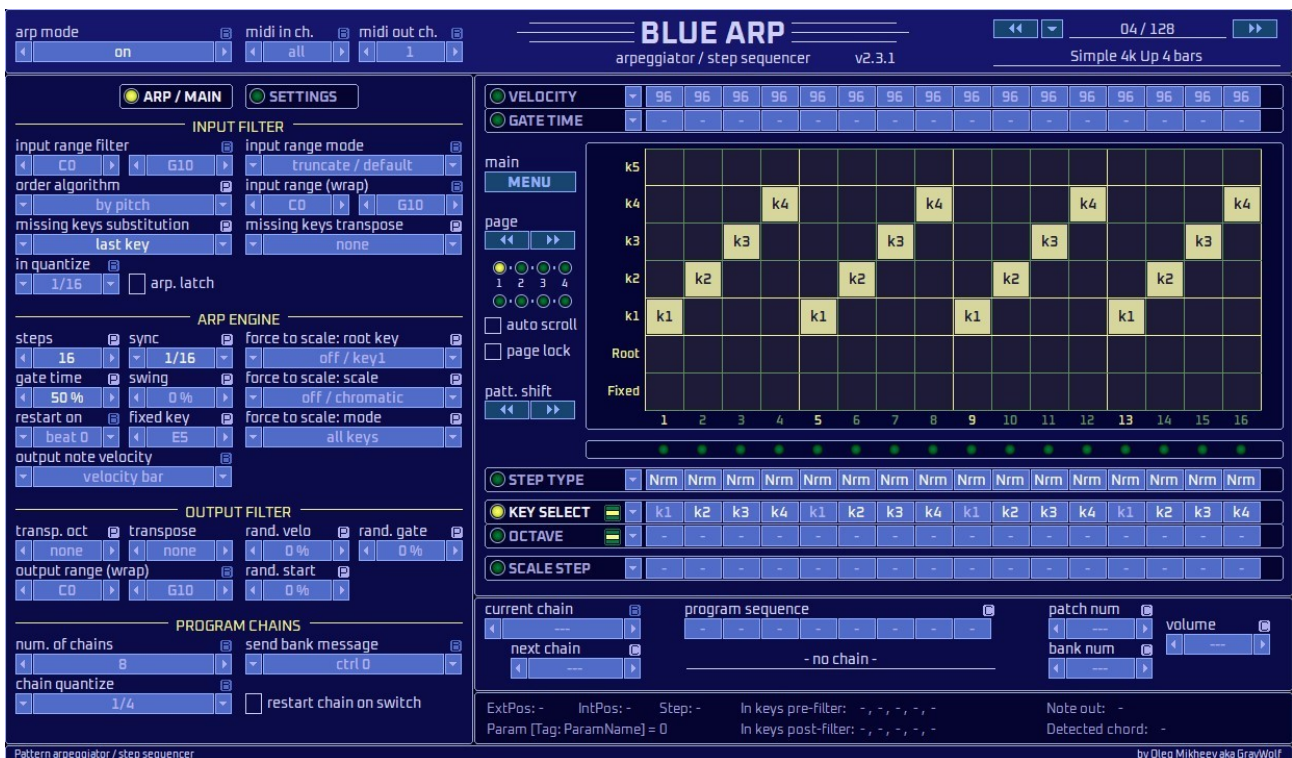 arp mode B midi in ch. B midi out ch. B
on all 1
BLUE ARP
arpeggiator / step sequencer v2.3.1
04 / 128
Simple 4k Up 4 bars
ARP / MAIN SETTINGS
INPUT FILTER
input range filter B input range mode B
C0 G10 truncate / default
order algorithm P input range (wrap) B
by pitch C0 G10
missing keys substitution P missing keys transpose P
last key none
in quantize B
1/16 arp. latch
ARP ENGINE
steps P sync P force to scale: root key P
16 1/16 off / key1
gate time P swing P force to scale: scale P
50 % 0 % off / chromatic
restart on B fixed key P force to scale: mode P
beat 0 E5 all keys
output note velocity B
velocity bar
OUTPUT FILTER
transp. oct P transpose rand. velo P rand. gate P
none none 0 % 0 %
output range (wrap) B rand. start P
C0 G10 0 %
PROGRAM CHAINS
num. of chains B send bank message B
8 ctrl 0
chain quantize B
1/4 restart chain on switch
VELOCITY 96 96 96 96 96 96 96 96 96 96 96 96 96 96 96 96
GATE TIME - - - - - - - - - - - - - - - -
main
MENU
page
1 2 3 4
auto scroll
page lock
patt. shift
k5
k4 k4 k4 k4 k4
k3 k3 k3 k3 k3
k2 k2 k2 k2 k2
k1 k1 k1 k1 k1
Root
Fixed
1 2 3 4 5 6 7 8 9 10 11 12 13 14 15 16
STEP TYPE Nrm Nrm Nrm Nrm Nrm Nrm Nrm Nrm Nrm Nrm Nrm Nrm Nrm Nrm Nrm Nrm
KEY SELECT k1 k2 k3 k4 k1 k2 k3 k4 k1 k2 k3 k4 k1 k2 k3 k4
OCTAVE - - - - - - - - - - - - - - - -
SCALE STEP - - - - - - - - - - - - - - - -
current chain B program sequence C patch num C
--- - - - - - - - - --- volume C
next chain C - no chain - bank num C ---
--- ---
ExtPos: - IntPos: - Step: - In keys pre-filter: - , - , - , - , - Note out: -
Param [Tag: ParamName] = 0 In keys post-filter: - , - , - , - , - Detected chord: -
Pattern arpeggiator / step sequencer by Oleg Mikheev aka GrayWolf